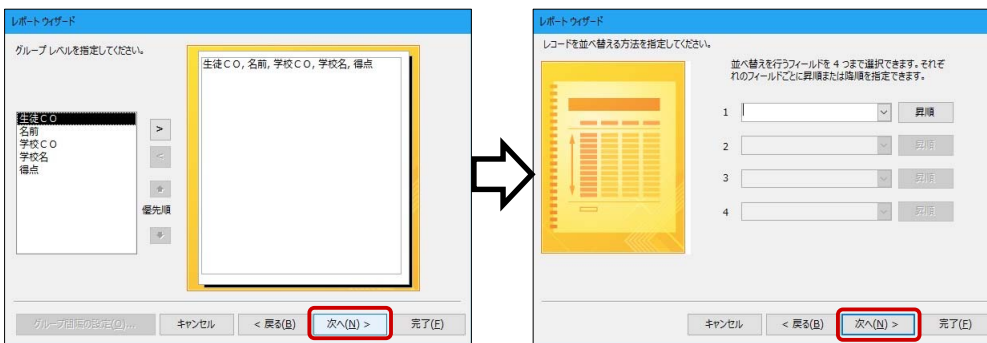 レポート ウィザード
グループ レベルを指定してください。
生徒ＣＯ
名前
学校ＣＯ
学校名
得点
>
<
優先順
生徒ＣＯ, 名前, 学校ＣＯ, 学校名, 得点
グループ間隔の設定(O)...
キャンセル
< 戻る(B)
次へ(N) >
完了(F)
レポート ウィザード
レコードを並べ替える方法を指定してください。
並べ替えを行うフィールドを 4 つまで選択できます。それぞ
れのフィールドごとに昇順または降順を指定できます。
1 昇順
2 昇順
3 昇順
4 昇順
キャンセル
< 戻る(B)
次へ(N) >
完了(F)